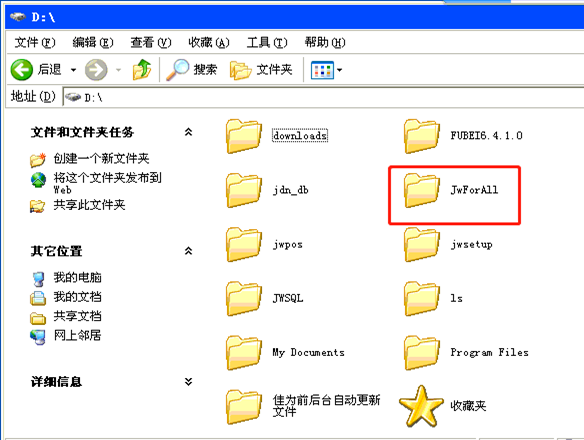 D:\
文件(F) 编辑(E) 查看(V) 收藏(A) 工具(T) 帮助(H)
后退 搜索 文件夹
地址(D) D:\
文件和文件夹任务
创建一个新文件夹
将这个文件夹发布到
Web
共享此文件夹
其它位置
我的电脑
我的文档
共享文档
网上邻居
详细信息
downloads
FUBEI6.4.1.0
jdn_db
JwForAll
jwpos
jwsetup
JWSQL
ls
My Documents
Program Files
佳为前后台自动更新
文件
收藏夹